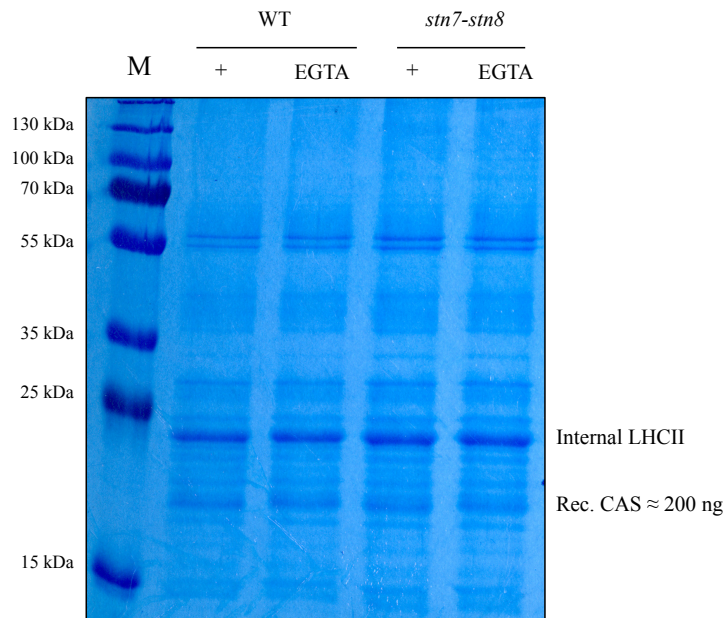 WT stn7-stn8
M + EGTA + EGTA
130 kDa
100 kDa
70 kDa
55 kDa
35 kDa
25 kDa
Internal LHCII
Rec. CAS ≈ 200 ng
15 kDa